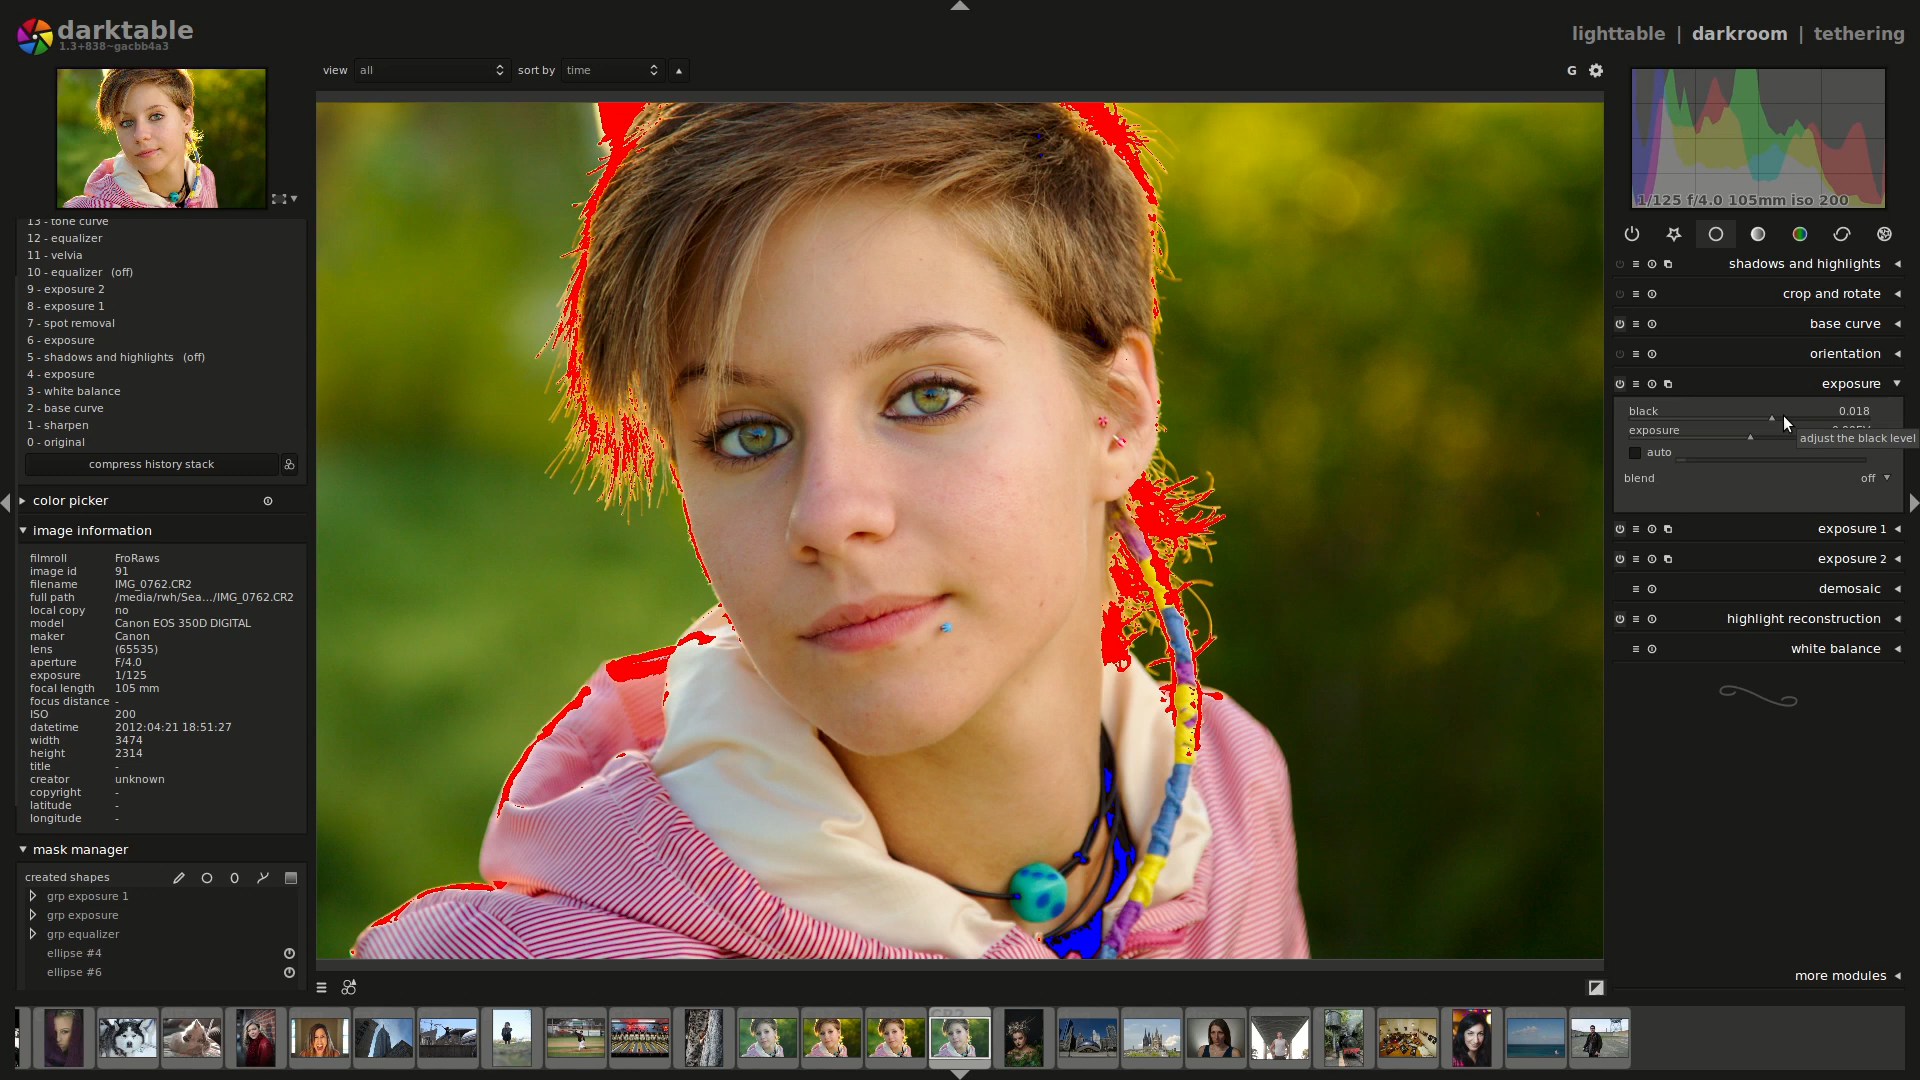 darktable
1.3+838~gacbb4a3
lighttable | darkroom | tethering
view all sort by time
G
1/125 f/4.0 105mm iso 200
13 - tone curve
12 - equalizer
11 - velvia
10 - equalizer (off)
9 - exposure 2
8 - exposure 1
7 - spot removal
6 - exposure
5 - shadows and highlights (off)
4 - exposure
3 - white balance
2 - base curve
1 - sharpen
0 - original
compress history stack
color picker
image information
filmroll FroRaws
image id 91
filename IMG_0762.CR2
full path /media/rwh/Sea.../IMG_0762.CR2
local copy no
model Canon EOS 350D DIGITAL
maker Canon
lens (65535)
aperture F/4.0
exposure 1/125
focal length 105 mm
focus distance -
ISO 200
datetime 2012:04:21 18:51:27
width 3474
height 2314
title -
creator unknown
copyright -
latitude -
longitude -
mask manager
created shapes
grp exposure 1
grp exposure
grp equalizer
ellipse #4
ellipse #6
shadows and highlights
crop and rotate
base curve
orientation
exposure
black 0.018
exposure
adjust the black level
auto
blend off
exposure 1
exposure 2
demosaic
highlight reconstruction
white balance
more modules